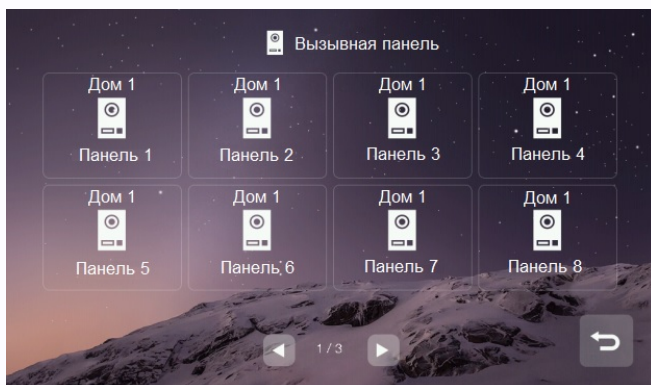 Вызывная панель
Дом 1 Дом 1 Дом 1 Дом 1
Панель 1 Панель 2 Панель 3 Панель 4
Дом 1 Дом 1 Дом 1 Дом 1
Панель 5 Панель 6 Панель 7 Панель 8
1/3